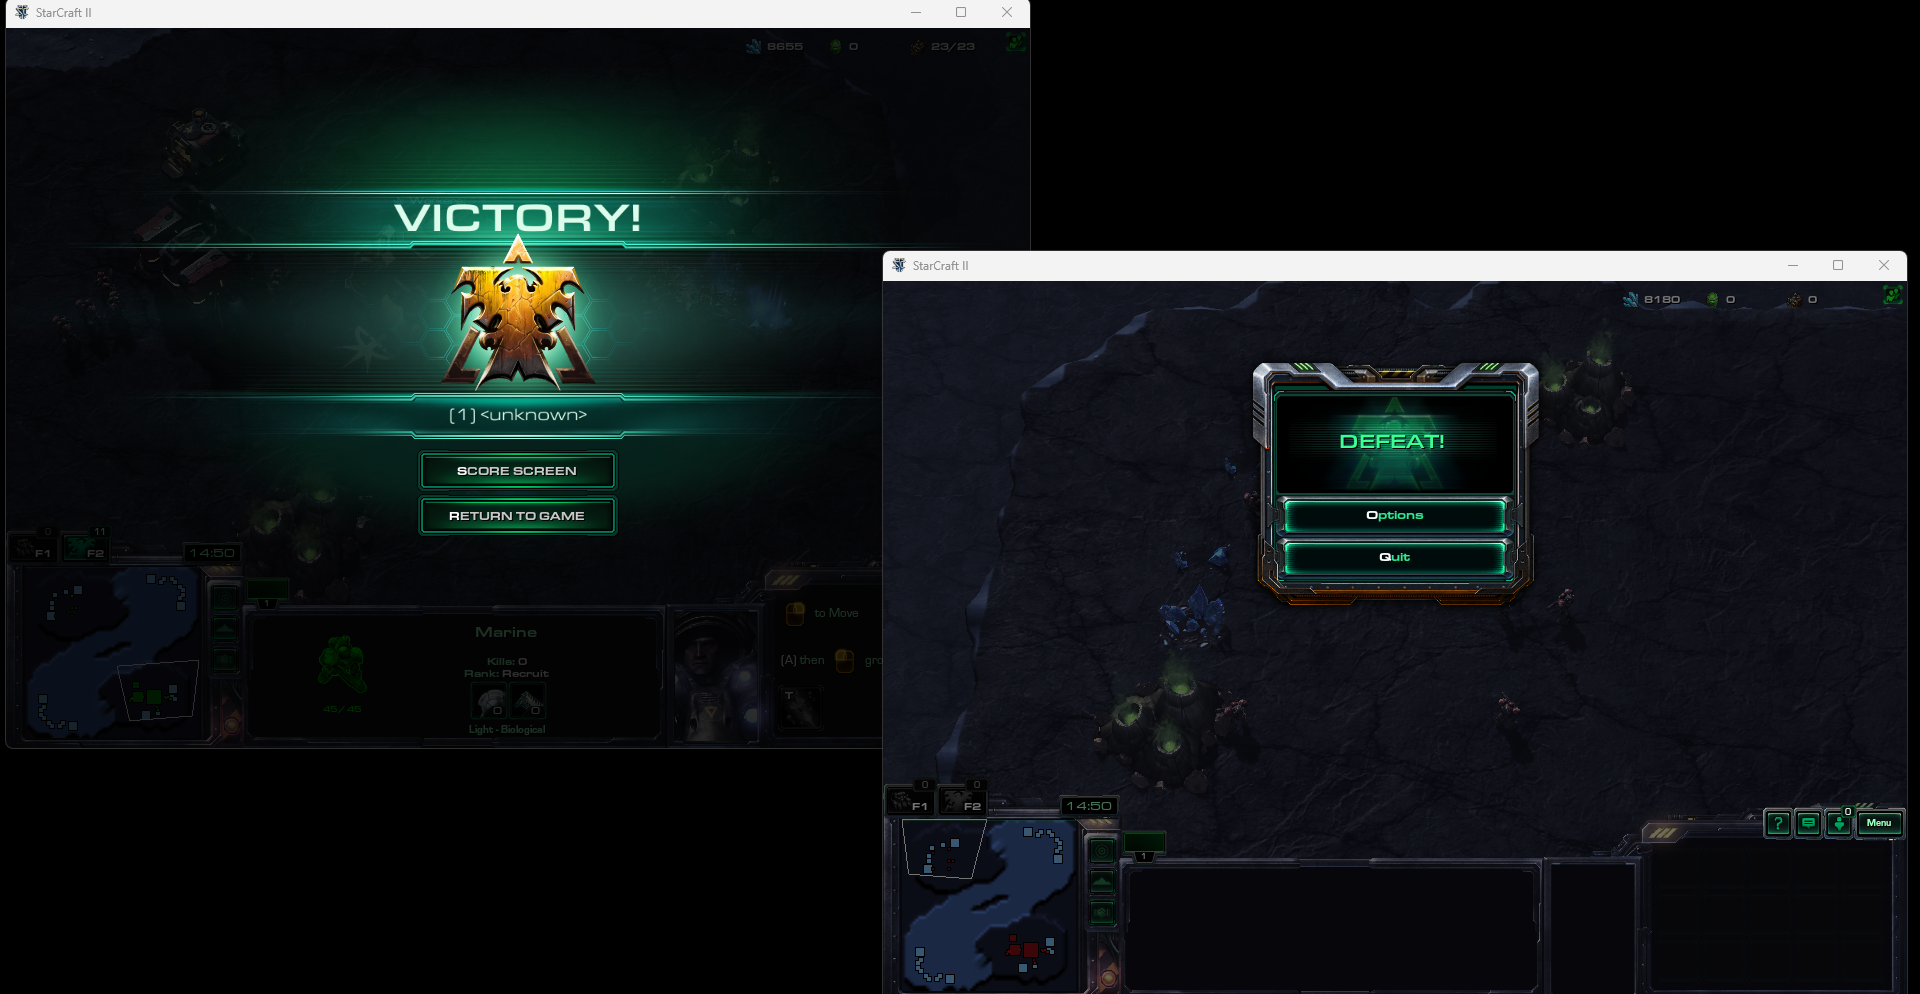 StarCraft II
8655 0 23/23
VICTORY!
[1] <unknown>
SCORE SCREEN
RETURN TO GAME
0 11
F1 F2
14:50
1
Marine
Kills: 0
Rank: Recruit
0 0
45/45
Light - Biological
to Move
[A] then
T
StarCraft II
8180 0 0
DEFEAT!
Options
Quit
0 0
F1 F2
14:50
1
? 0 Menu